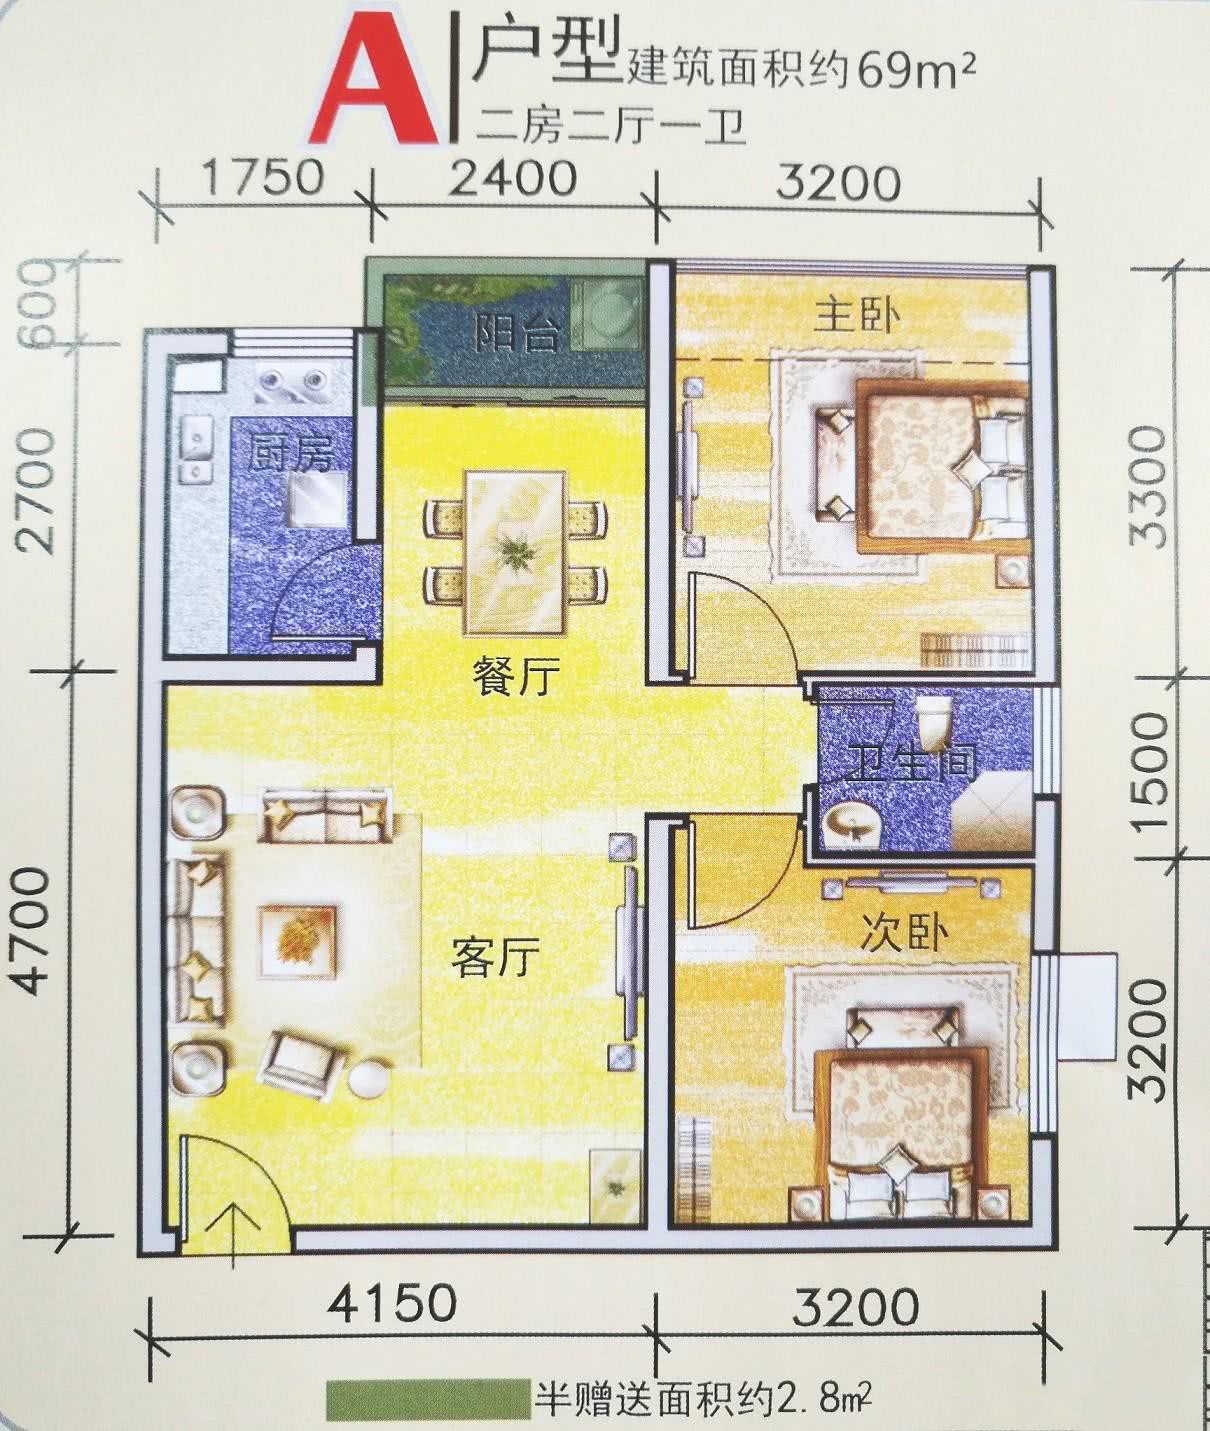 A 户型 建筑面积约69m²
二房二厅一卫
1750 2400 3200
600
主卧
阳台
厨房
2700
3300
餐厅
卫生间
1500
4700
客厅
次卧
3200
4150 3200
半赠送面积约2.8㎡